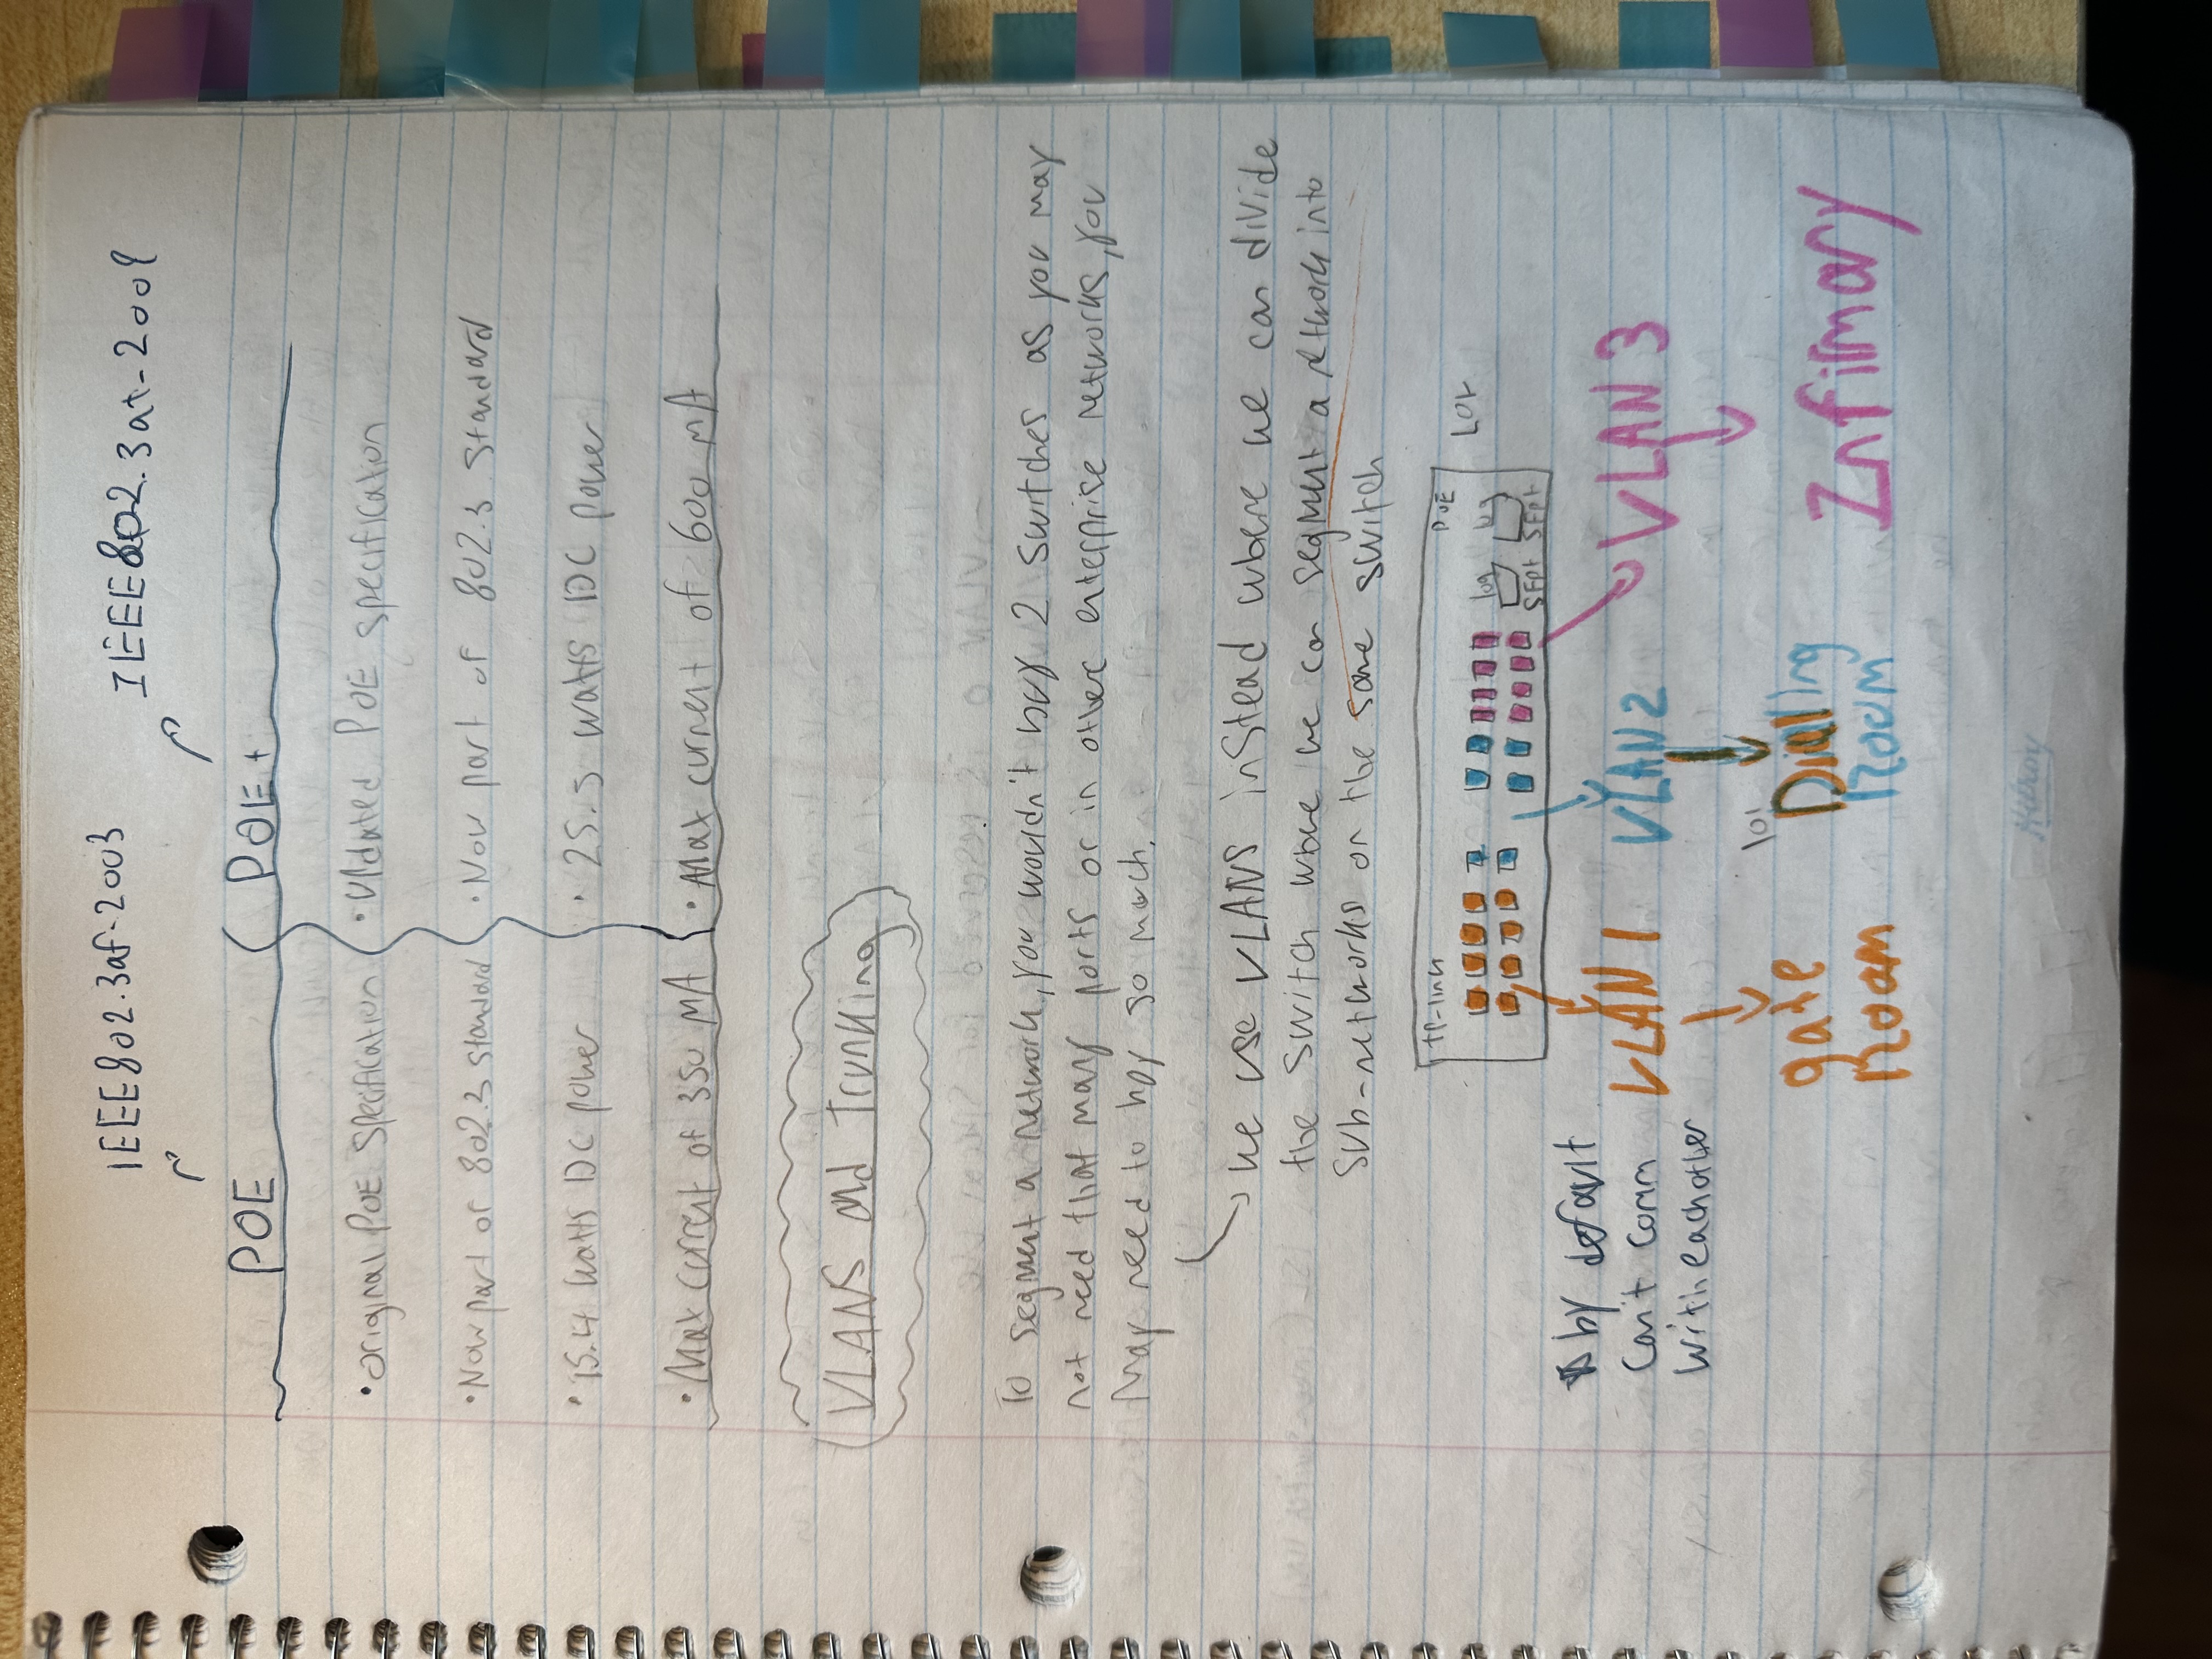 IEEE802.3af-2003
IEEE802.3at-2009
POE
POE+
•Original POE Specification
•Updated POE specification
•Now part of 802.3 standard
•Now part of 802.3 standard
•15.4 watts DC power
•25.5 watts DC power
•Max current of 350 mA
•Max current of 600 mA
VLANS and Trunking
To segment a network, you wouldn't buy 2 switches as you may
not need that many ports or in other enterprise networks, you
May need to buy so much.
we use VLANS instead where we can divide
the switch where we can segment a network into
sub-networks on the same switch
tp-link
POE
LOL
10g
10g
SFP+
SFP+
by default
Can't comm
With eachother
VLAN 1
VLAN 2
VLAN 3
gate
Room
lol
Dialling
Room
Infirmary
Hilroy